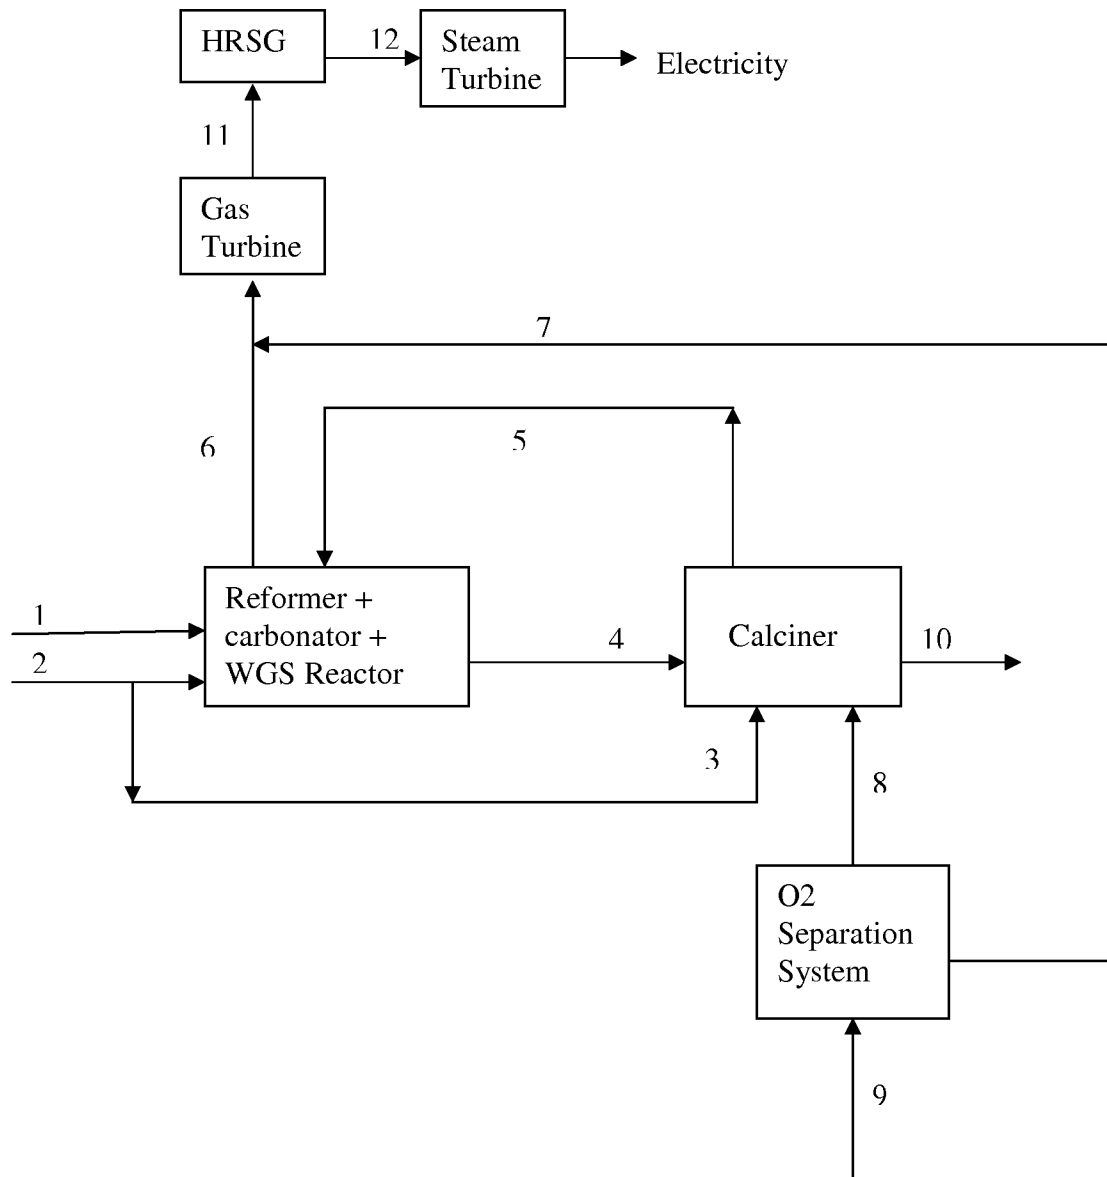 HRSG
12
Steam
Turbine
Electricity
11
Gas
Turbine
7
6
5
Reformer +
carbonator +
WGS Reactor
1
2
4
Calciner
10
3
8
O2
Separation
System
9